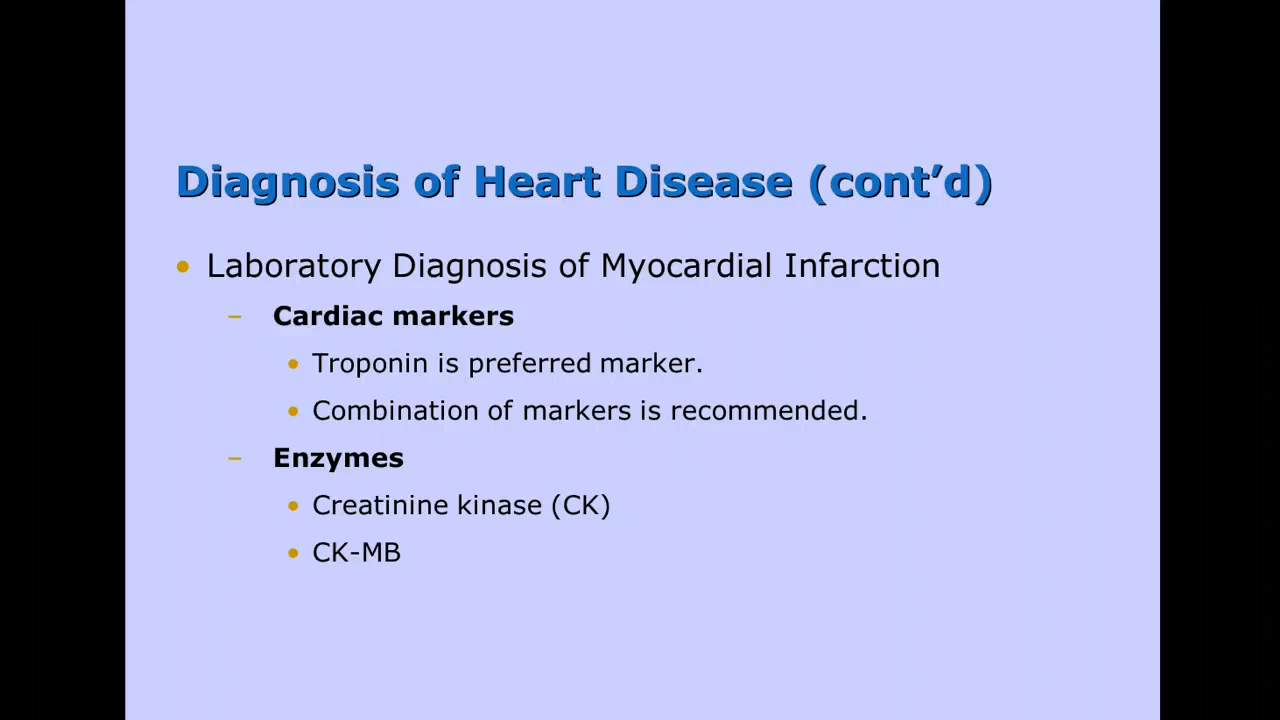 Diagnosis of Heart Disease (cont’d)
• Laboratory Diagnosis of Myocardial Infarction
– Cardiac markers
• Troponin is preferred marker.
• Combination of markers is recommended.
– Enzymes
• Creatinine kinase (CK)
• CK-MB